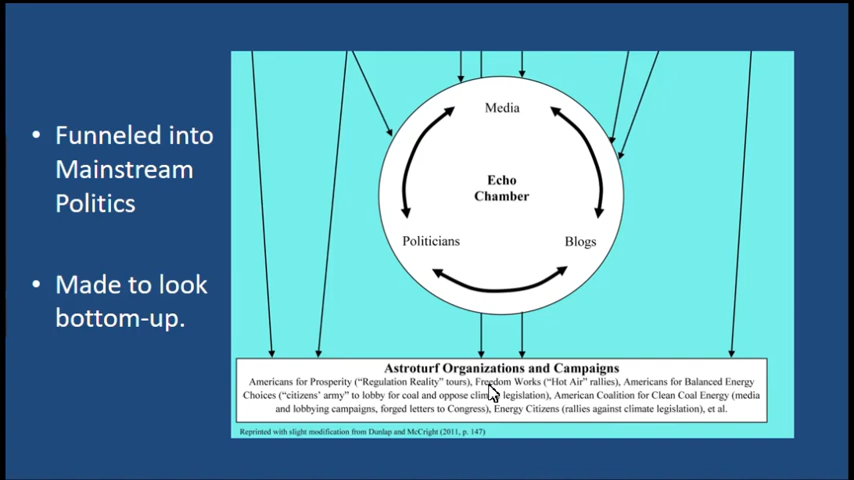 • Funneled into
Mainstream
Politics
• Made to look
bottom-up.
Media
Echo
Chamber
Politicians
Blogs
Astroturf Organizations and Campaigns
Americans for Prosperity (“Regulation Reality” tours), Freedom Works (“Hot Air” rallies), Americans for Balanced Energy
Choices (“citizens’ army” to lobby for coal and oppose climate legislation), American Coalition for Clean Coal Energy (media
and lobbying campaigns, forged letters to Congress), Energy Citizens (rallies against climate legislation), et al.
Reprinted with slight modification from Dunlap and McCright (2011, p. 147)